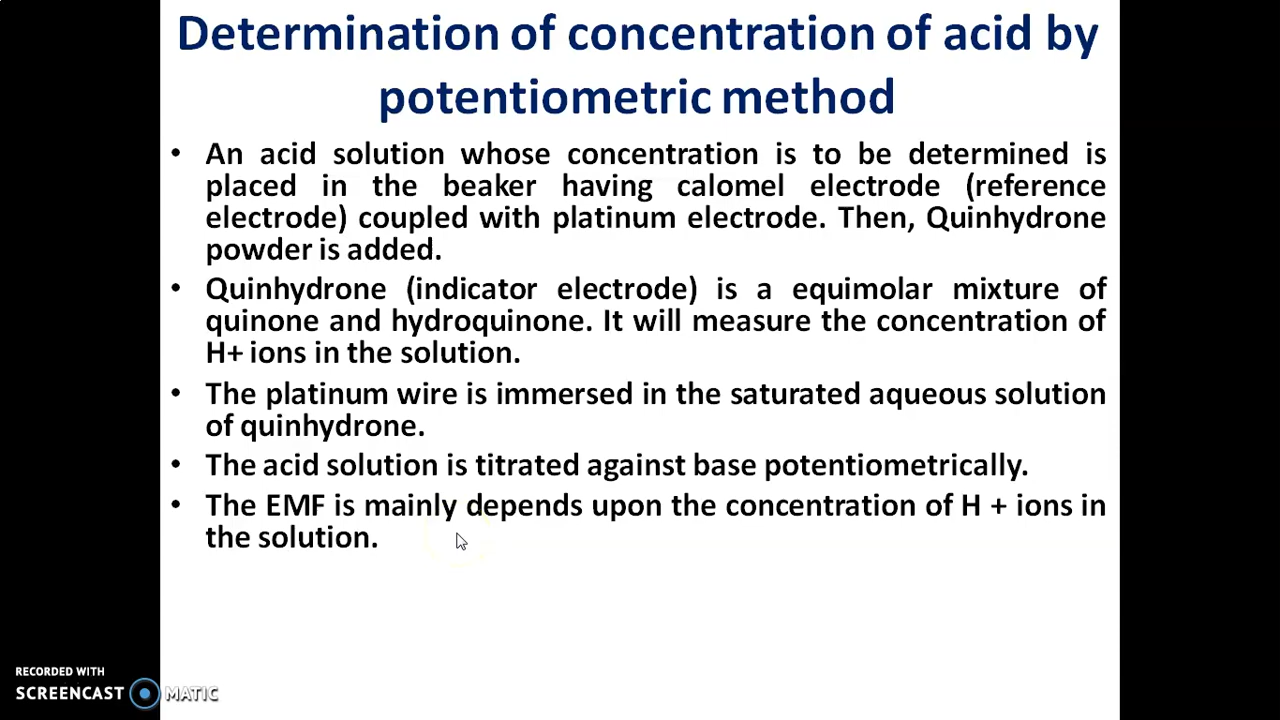 Determination of concentration of acid by
potentiometric method
• An acid solution whose concentration is to be determined is
placed in the beaker having calomel electrode (reference
electrode) coupled with platinum electrode. Then, Quinhydrone
powder is added.
• Quinhydrone (indicator electrode) is a equimolar mixture of
quinone and hydroquinone. It will measure the concentration of
H+ ions in the solution.
• The platinum wire is immersed in the saturated aqueous solution
of quinhydrone.
• The acid solution is titrated against base potentiometrically.
• The EMF is mainly depends upon the concentration of H + ions in
the solution.
RECORDED WITH
SCREENCAST MATIC